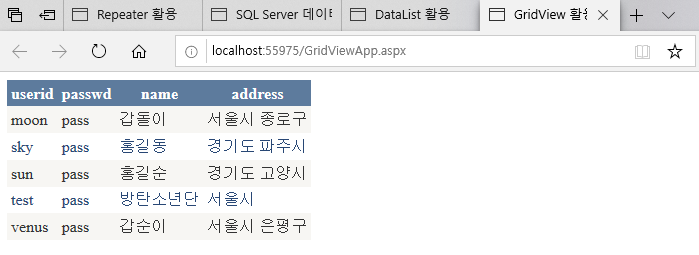 Repeater 활용 SQL Server 데이터 DataList 활용 GridView 활용
localhost:55975/GridViewApp.aspx
userid passwd name address
moon pass 갑돌이 서울시 종로구
sky pass 홍길동 경기도 파주시
sun pass 홍길순 경기도 고양시
test pass 방탄소년단 서울시
venus pass 갑순이 서울시 은평구